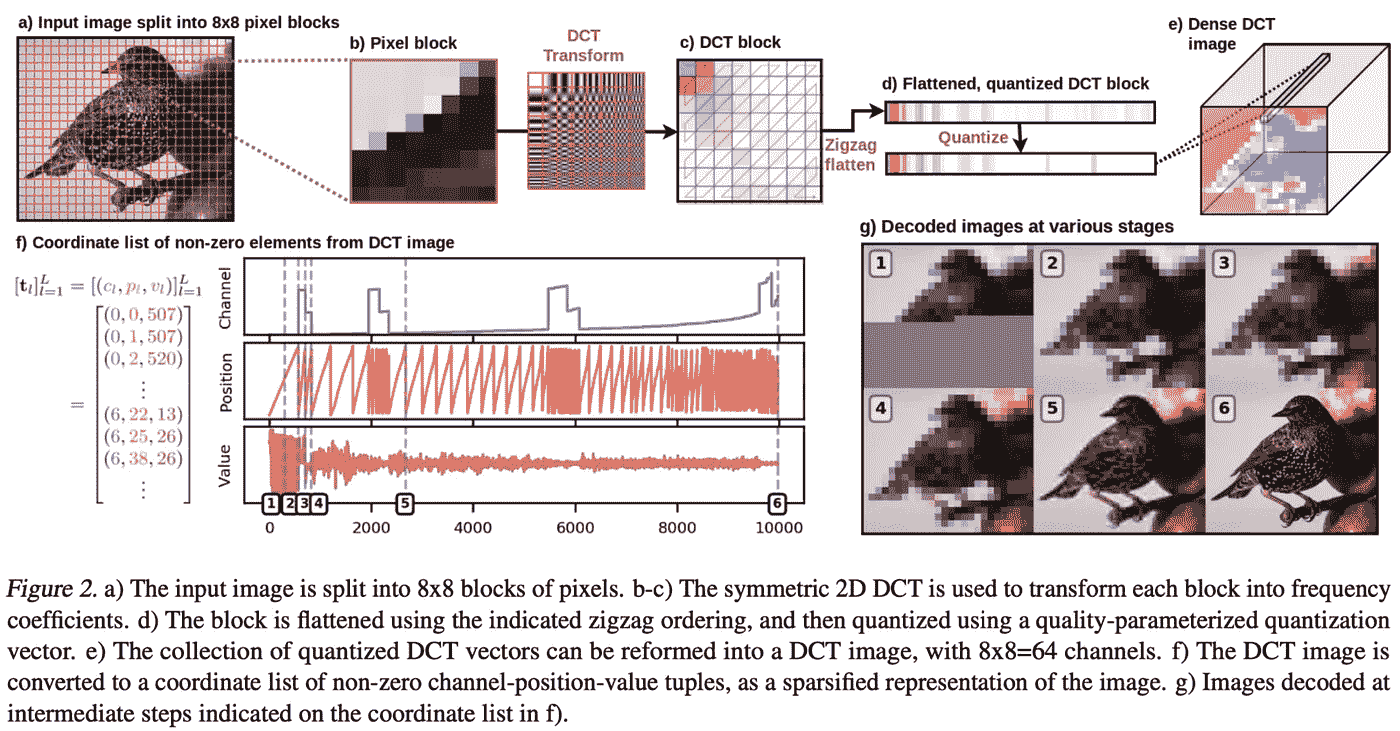 a) Input image split into 8x8 pixel blocks
b) Pixel block
DCT
Transform
c) DCT block
d) Flattened, quantized DCT block
Zigzag
flatten
Quantize
e) Dense DCT
image
f) Coordinate list of non-zero elements from DCT image
[t_l]_{l=1}^L = [(c_l, p_l, v_l)]_{l=1}^L
(0, 0, 507)
(0, 1, 507)
(0, 2, 520)
⋮
=
(6, 22, 13)
(6, 25, 26)
(6, 38, 26)
⋮
Channel
Position
Value
1 2 3 4 5 6
0 2000 4000 6000 8000 10000
g) Decoded images at various stages
1 2 3
4 5 6
Figure 2. a) The input image is split into 8x8 blocks of pixels. b-c) The symmetric 2D DCT is used to transform each block into frequency
coefficients. d) The block is flattened using the indicated zigzag ordering, and then quantized using a quality-parameterized quantization
vector. e) The collection of quantized DCT vectors can be reformed into a DCT image, with 8x8=64 channels. f) The DCT image is
converted to a coordinate list of non-zero channel-position-value tuples, as a sparsified representation of the image. g) Images decoded at
intermediate steps indicated on the coordinate list in f).